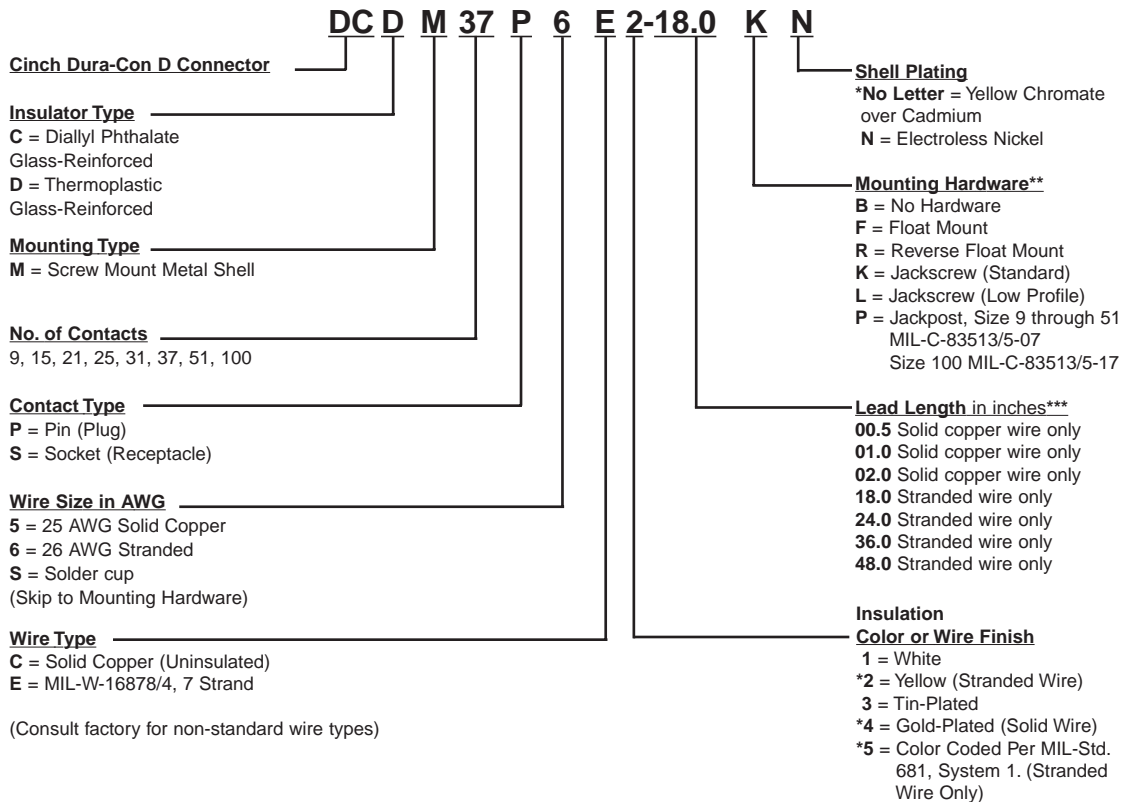 DC D M 37 P 6 E 2-18.0 K N
Cinch Dura-Con D Connector
Insulator Type
C = Diallyl Phthalate
Glass-Reinforced
D = Thermoplastic
Glass-Reinforced
Mounting Type
M = Screw Mount Metal Shell
No. of Contacts
9, 15, 21, 25, 31, 37, 51, 100
Contact Type
P = Pin (Plug)
S = Socket (Receptacle)
Wire Size in AWG
5 = 25 AWG Solid Copper
6 = 26 AWG Stranded
S = Solder cup
(Skip to Mounting Hardware)
Wire Type
C = Solid Copper (Uninsulated)
E = MIL-W-16878/4, 7 Strand
(Consult factory for non-standard wire types)
Shell Plating
*No Letter = Yellow Chromate
over Cadmium
N = Electroless Nickel
Mounting Hardware**
B = No Hardware
F = Float Mount
R = Reverse Float Mount
K = Jackscrew (Standard)
L = Jackscrew (Low Profile)
P = Jackpost, Size 9 through 51
MIL-C-83513/5-07
Size 100 MIL-C-83513/5-17
Lead Length in inches***
00.5 Solid copper wire only
01.0 Solid copper wire only
02.0 Solid copper wire only
18.0 Stranded wire only
24.0 Stranded wire only
36.0 Stranded wire only
48.0 Stranded wire only
Insulation
Color or Wire Finish
1 = White
*2 = Yellow (Stranded Wire)
3 = Tin-Plated
*4 = Gold-Plated (Solid Wire)
*5 = Color Coded Per MIL-Std.
681, System 1. (Stranded
Wire Only)